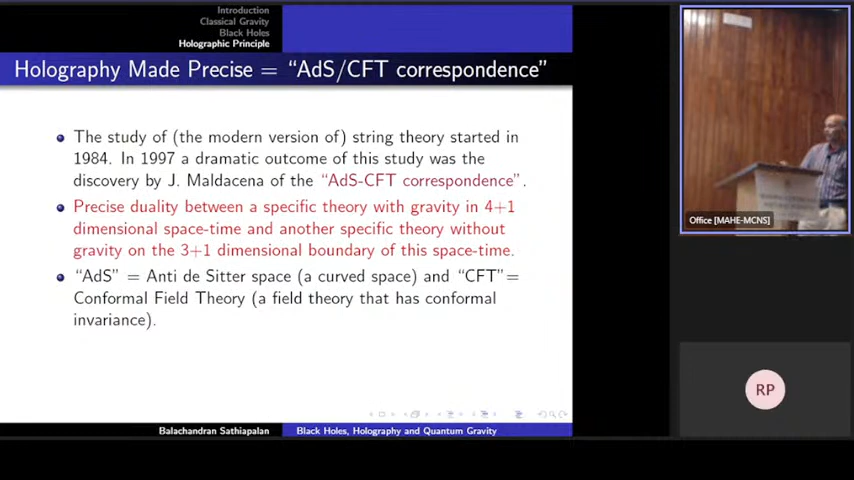 Introduction
Classical Gravity
Black Holes
Holographic Principle
Holography Made Precise = “AdS/CFT correspondence”
The study of (the modern version of) string theory started in
1984. In 1997 a dramatic outcome of this study was the
discovery by J. Maldacena of the “AdS-CFT correspondence”.
Precise duality between a specific theory with gravity in 4+1
dimensional space-time and another specific theory without
gravity on the 3+1 dimensional boundary of this space-time.
“AdS” = Anti de Sitter space (a curved space) and “CFT”=
Conformal Field Theory (a field theory that has conformal
invariance).
Balachandran Sathiapalan
Black Holes, Holography and Quantum Gravity
Office [MAHE-MCNS]
RP